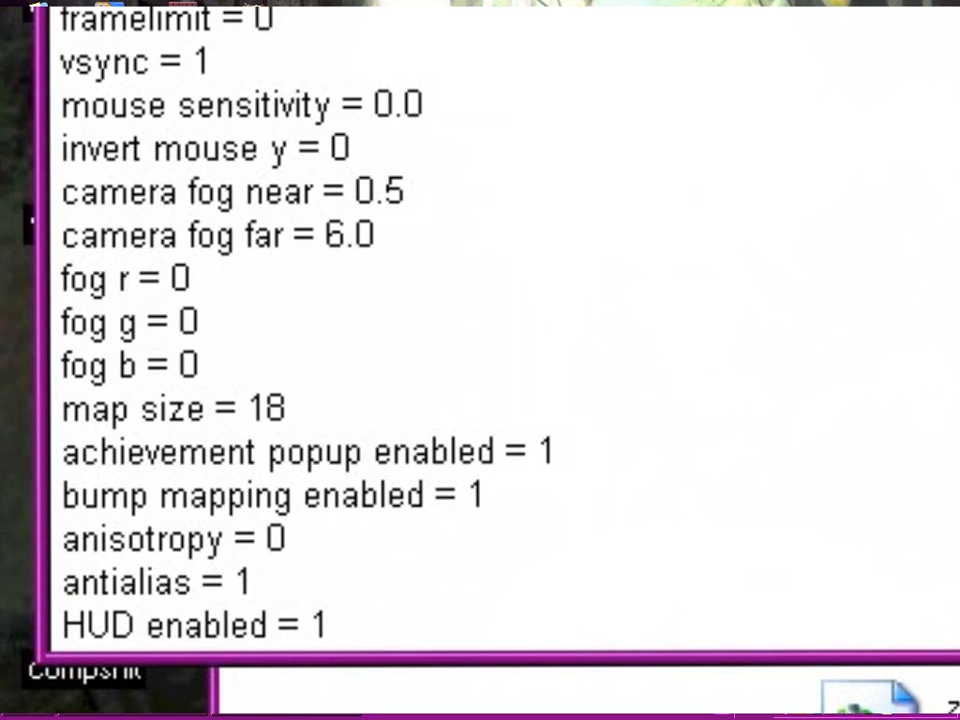 framelimit = 0
vsync = 1
mouse sensitivity = 0.0
invert mouse y = 0
camera fog near = 0.5
camera fog far = 6.0
fog r = 0
fog g = 0
fog b = 0
map size = 18
achievement popup enabled = 1
bump mapping enabled = 1
anisotropy = 0
antialias = 1
HUD enabled = 1